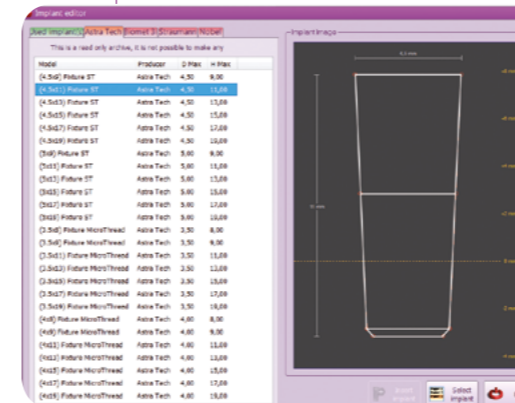 Implant editor
Used Implants Astra Tech Biomet 3i Straumann Nobel
This is a read only archive, it is not possible to make any
Model Producer D Max H Max
(4.5x9) Fixture ST Astra Tech 4,50 9,00
(4.5x11) Fixture ST Astra Tech 4,50 11,00
(4.5x13) Fixture ST Astra Tech 4,50 13,00
(4.5x15) Fixture ST Astra Tech 4,50 15,00
(4.5x17) Fixture ST Astra Tech 4,50 17,00
(4.5x19) Fixture ST Astra Tech 4,50 19,00
(5x9) Fixture ST Astra Tech 5,00 9,00
(5x11) Fixture ST Astra Tech 5,00 11,00
(5x13) Fixture ST Astra Tech 5,00 13,00
(5x15) Fixture ST Astra Tech 5,00 15,00
(5x17) Fixture ST Astra Tech 5,00 17,00
(5x19) Fixture ST Astra Tech 5,00 19,00
(3.5x8) Fixture MicroThread Astra Tech 3,50 8,00
(3.5x9) Fixture MicroThread Astra Tech 3,50 9,00
(3.5x11) Fixture MicroThread Astra Tech 3,50 11,00
(3.5x13) Fixture MicroThread Astra Tech 3,50 13,00
(3.5x15) Fixture MicroThread Astra Tech 3,50 15,00
(3.5x17) Fixture MicroThread Astra Tech 3,50 17,00
(3.5x19) Fixture MicroThread Astra Tech 3,50 19,00
(4x8) Fixture MicroThread Astra Tech 4,00 8,00
(4x9) Fixture MicroThread Astra Tech 4,00 9,00
(4x11) Fixture MicroThread Astra Tech 4,00 11,00
(4x13) Fixture MicroThread Astra Tech 4,00 13,00
(4x15) Fixture MicroThread Astra Tech 4,00 15,00
(4x17) Fixture MicroThread Astra Tech 4,00 17,00
(4x19) Fixture MicroThread Astra Tech 4,00 19,00
Implant Image
4,5 mm
11 mm
0 mm
Select
implant